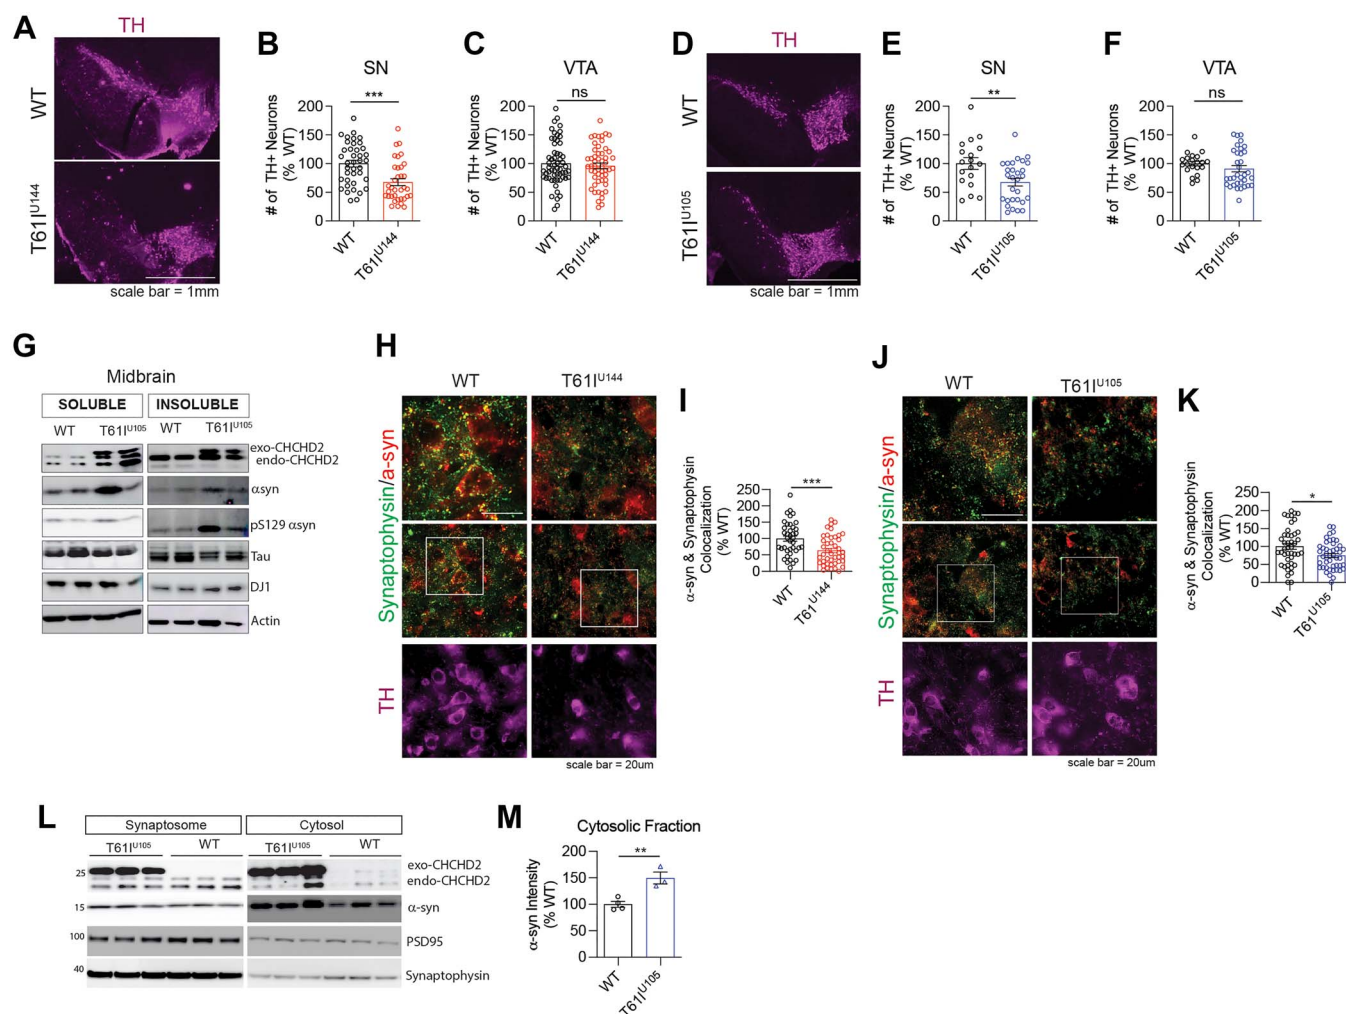 A
TH
WT
T61I^U144
scale bar = 1mm
B
SN
***
# of TH+ Neurons
(% WT)
200
150
100
50
0
WT
T61I^U144
C
VTA
ns
# of TH+ Neurons
(% WT)
200
150
100
50
0
WT
T61I^U144
D
TH
WT
T61I^U105
scale bar = 1mm
E
SN
**
# of TH+ Neurons
(% WT)
200
150
100
50
0
WT
T61I^U105
F
VTA
ns
# of TH+ Neurons
(% WT)
200
150
100
50
0
WT
T61I^U105
G
Midbrain
SOLUBLE INSOLUBLE
WT T61I^U105 WT T61I^U105
exo-CHCHD2
endo-CHCHD2
αsyn
pS129 αsyn
Tau
DJ1
Actin
H
WT T61I^U144
Synaptophysin/a-syn
TH
scale bar = 20um
I
α-syn & Synaptophysin
Colocalization
(% WT)
***
250
200
150
100
50
0
WT
T61^U144
J
WT T61I^U105
Synaptophysin/a-syn
TH
scale bar = 20um
K
α-syn & Synaptophysin
Colocalization
(% WT)
*
250
200
150
100
50
0
WT
T61^U105
L
Synaptosome Cytosol
T61I^U105 WT T61I^U105 WT
25
exo-CHCHD2
endo-CHCHD2
15
α-syn
100
PSD95
40
Synaptophysin
M
Cytosolic Fraction
**
α-syn Intensity
(% WT)
200
150
100
50
0
WT
T61I^U105